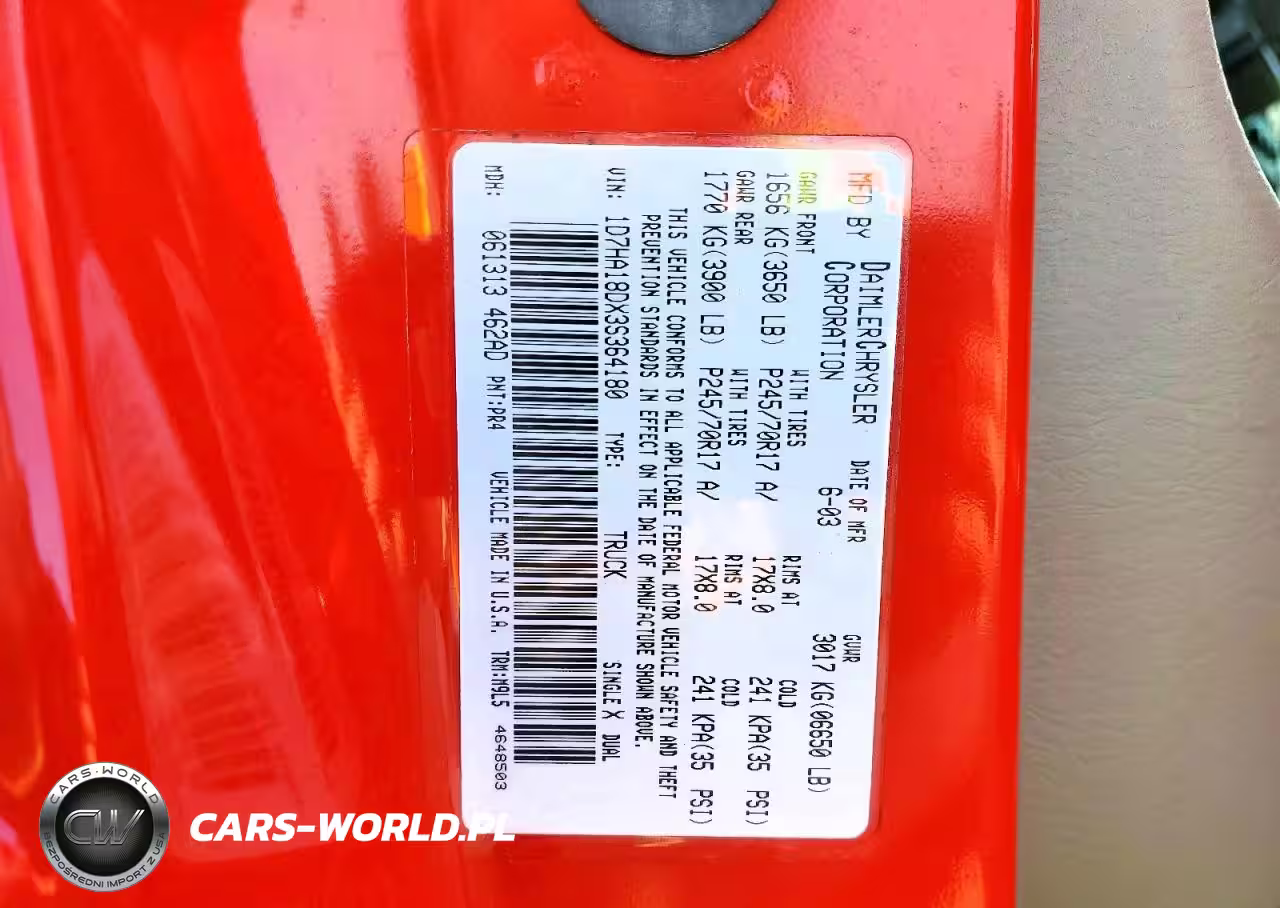 MFD BY DAIMLERCHRYSLER CORPORATION DATE OF MFR 6-03 GVWR 3017 KG(06650 LB)
GAWR FRONT WITH TIRES RIMS AT COLD
1656 KG(3650 LB) P245/70R17 A/ 17X8.0 241 KPA(35 PSI)
GAWR REAR WITH TIRES RIMS AT COLD
1770 KG(3900 LB) P245/70R17 A/ 17X8.0 241 KPA(35 PSI)
THIS VEHICLE CONFORMS TO ALL APPLICABLE FEDERAL MOTOR VEHICLE SAFETY AND THEFT
PREVENTION STANDARDS IN EFFECT ON THE DATE OF MANUFACTURE SHOWN ABOVE.
VIN: 1D7HA18DX3S364180 TYPE: TRUCK SINGLE X DUAL
MDH: 061313 462AD PNT:PR4 VEHICLE MADE IN U.S.A. TRM:M9L5 4648503
CARS-WORLD
CW
BEZPOŚREDNI IMPORT Z USA
CARS-WORLD.PL